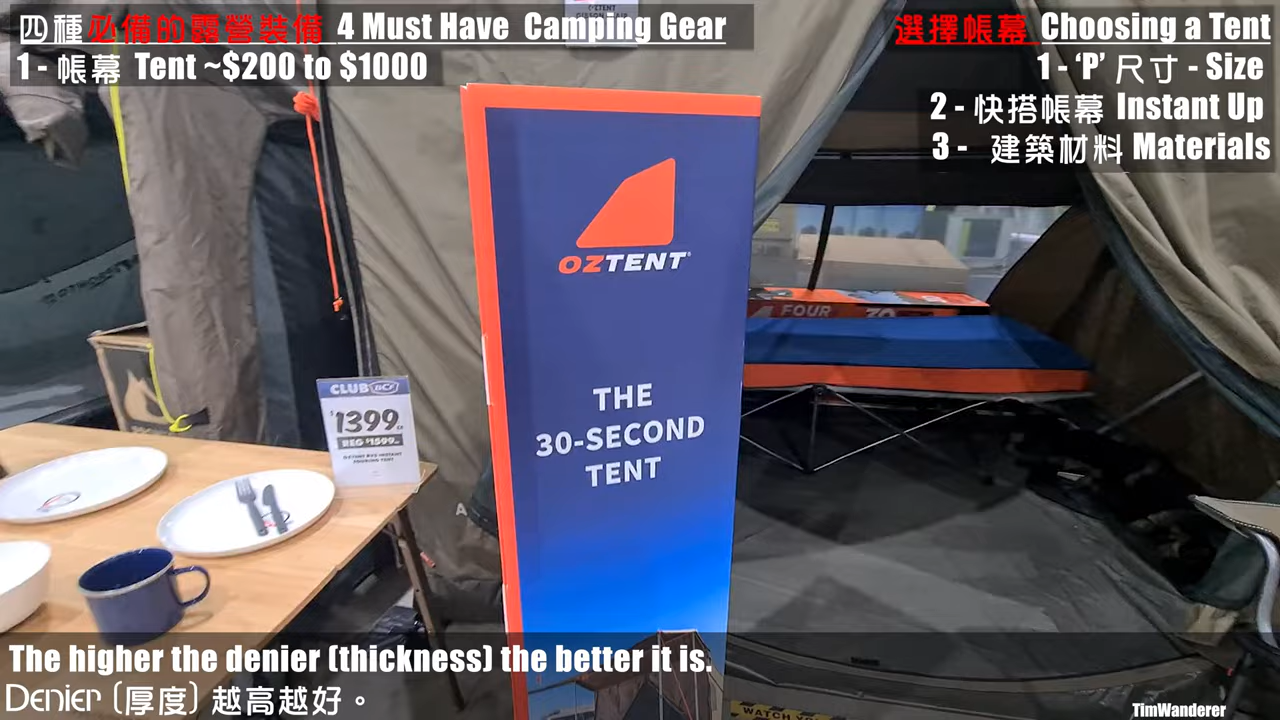 四種必備的露營裝備 4 Must Have Camping Gear
1 - 帳幕 Tent ~$200 to $1000
選擇帳幕 Choosing a Tent
1 - ‘P’ 尺寸 - Size
2 - 快搭帳幕 Instant Up
3 - 建築材料 Materials
OZTENT
THE
30-SECOND
TENT
CLUB BCF
$1399
REG $1599
FOUR
The higher the denier (thickness) the better it is.
Denier (厚度) 越高越好。
WATCH
TimWanderer